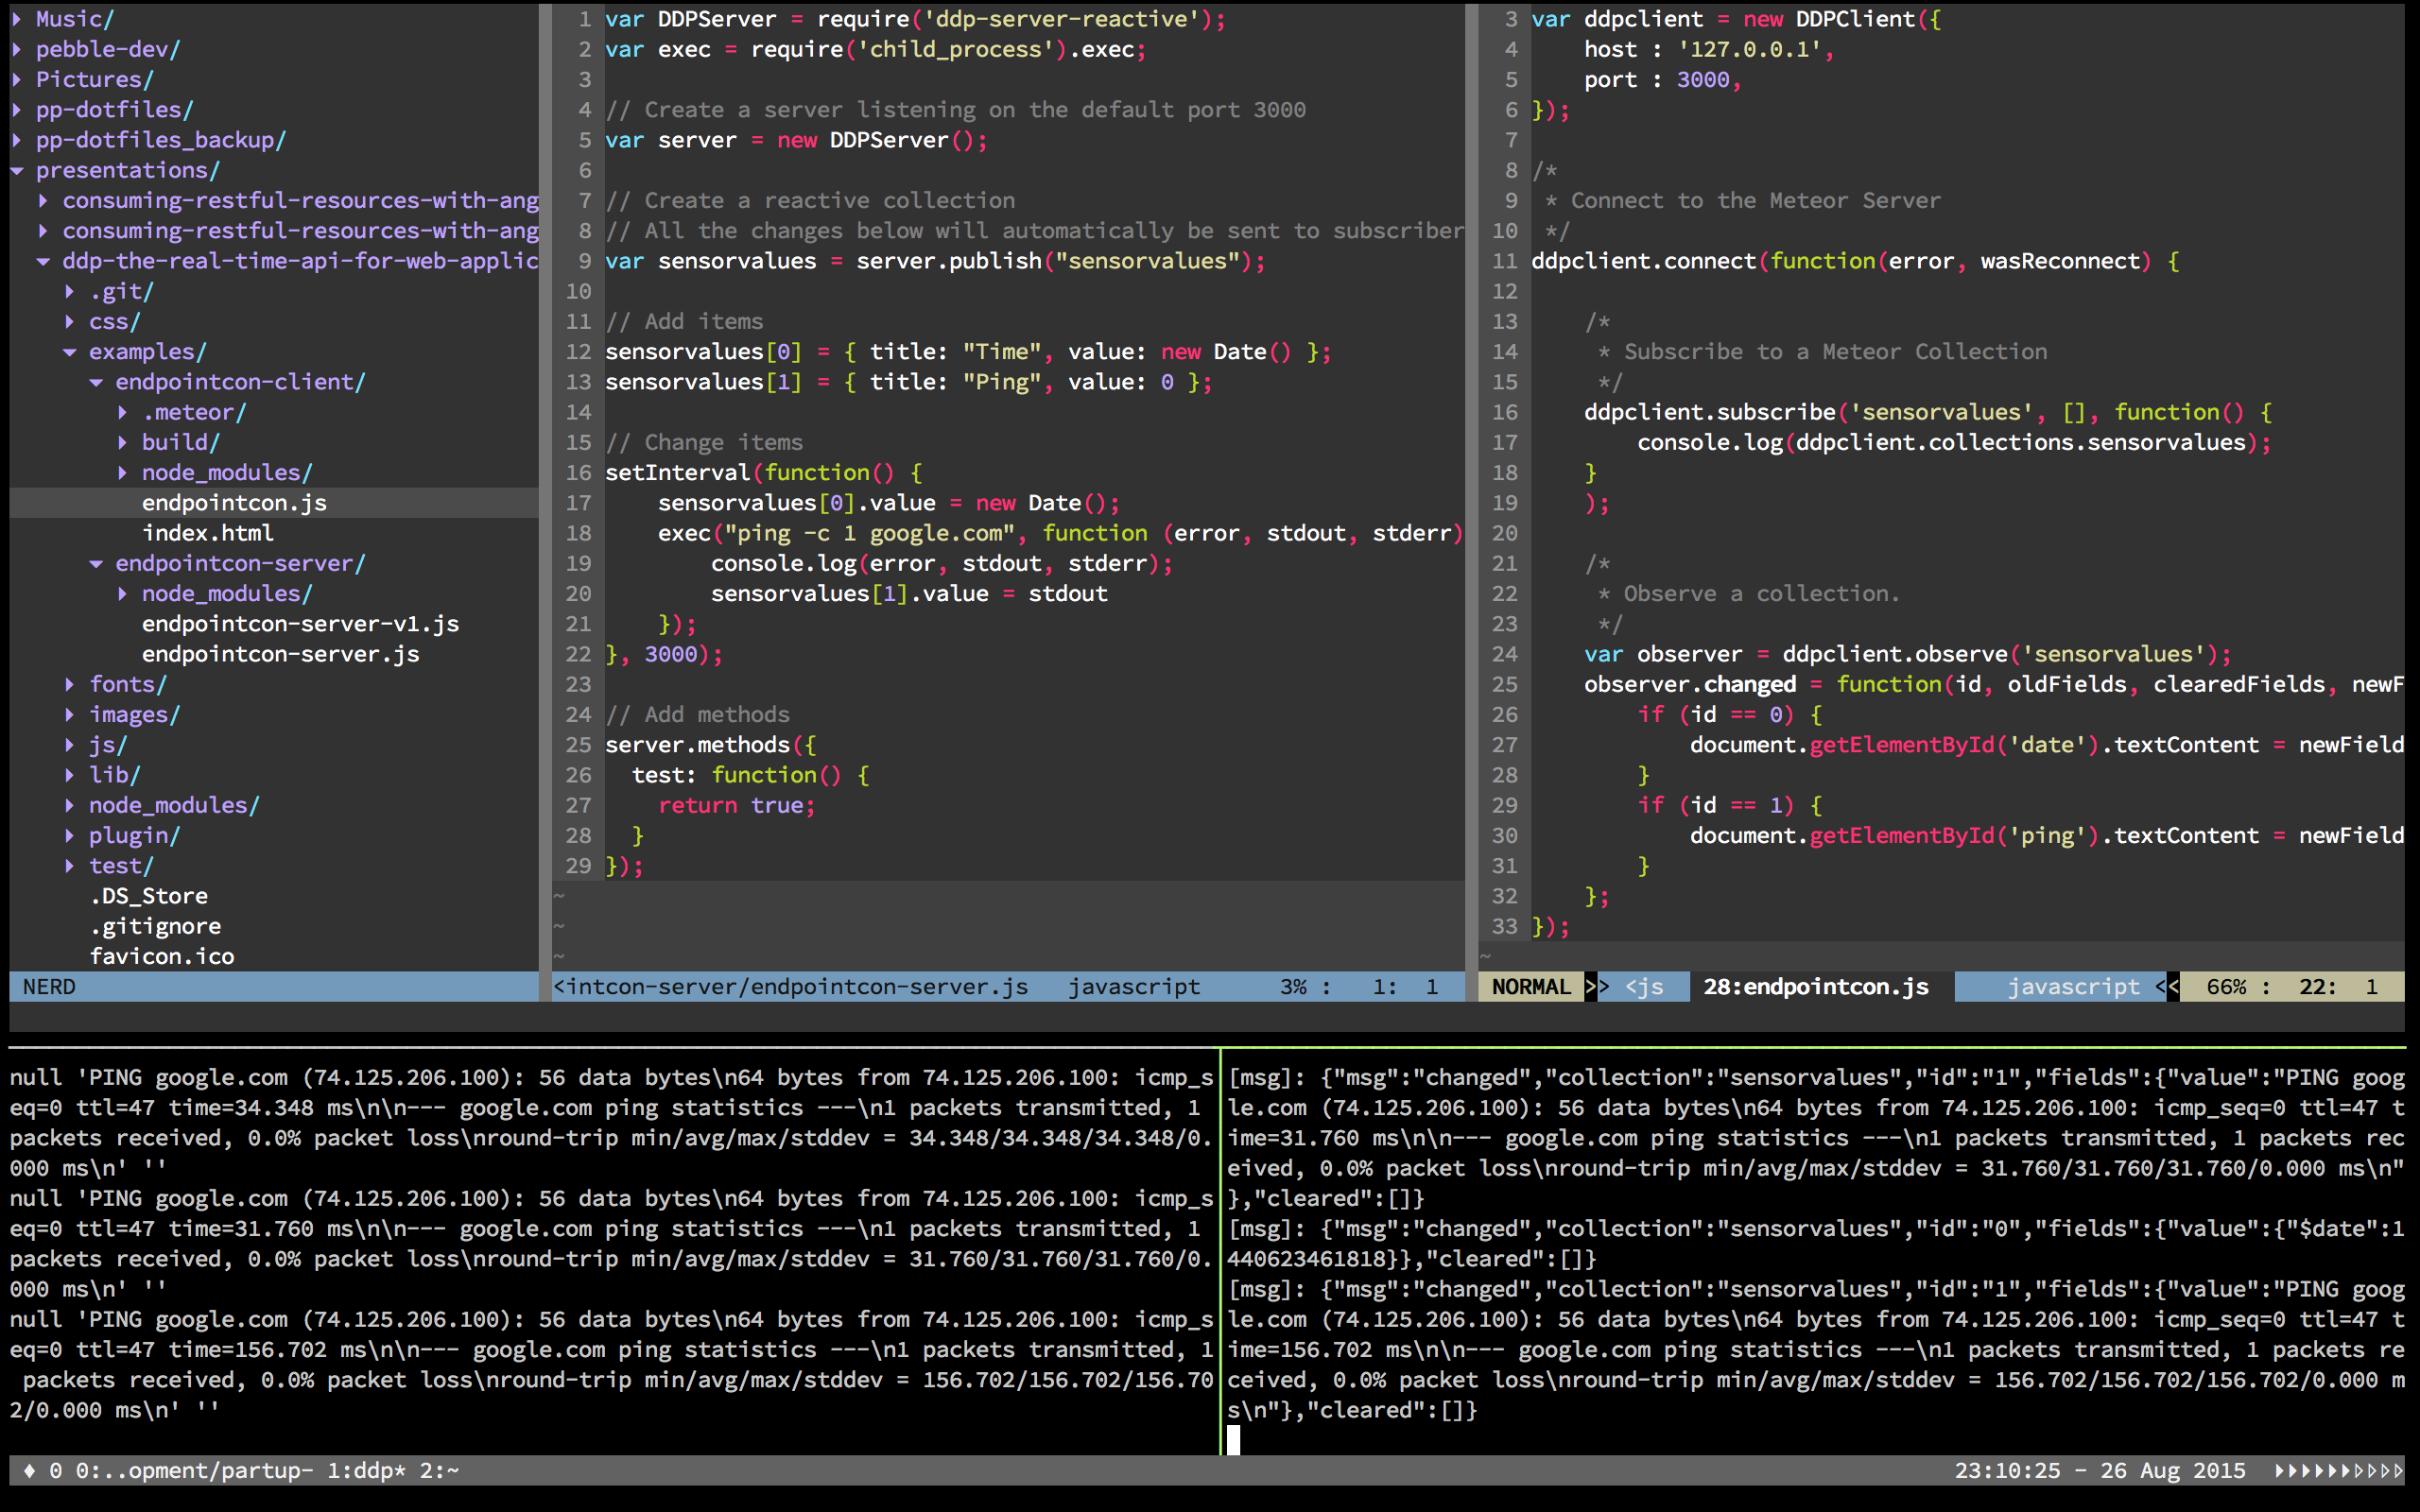 Music/
pebble-dev/
Pictures/
pp-dotfiles/
pp-dotfiles_backup/
presentations/
consuming-restful-resources-with-ang
consuming-restful-resources-with-ang
ddp-the-real-time-api-for-web-applic
.git/
css/
examples/
endpointcon-client/
.meteor/
build/
node_modules/
endpointcon.js
index.html
endpointcon-server/
node_modules/
endpointcon-server-v1.js
endpointcon-server.js
fonts/
images/
js/
lib/
node_modules/
plugin/
test/
.DS_Store
.gitignore
favicon.ico
NERD
1 var DDPServer = require('ddp-server-reactive');
2 var exec = require('child_process').exec;
3
4 // Create a server listening on the default port 3000
5 var server = new DDPServer();
6
7 // Create a reactive collection
8 // All the changes below will automatically be sent to subscriber
9 var sensorvalues = server.publish("sensorvalues");
10
11 // Add items
12 sensorvalues[0] = { title: "Time", value: new Date() };
13 sensorvalues[1] = { title: "Ping", value: 0 };
14
15 // Change items
16 setInterval(function() {
17     sensorvalues[0].value = new Date();
18     exec("ping -c 1 google.com", function (error, stdout, stderr)
19         console.log(error, stdout, stderr);
20         sensorvalues[1].value = stdout
21     });
22 }, 3000);
23
24 // Add methods
25 server.methods({
26   test: function() {
27     return true;
28   }
29 });
~
~
~
<intcon-server/endpointcon-server.js   javascript      3% :   1:  1
3 var ddpclient = new DDPClient({
4     host : '127.0.0.1',
5     port : 3000,
6 });
7
8 /*
9  * Connect to the Meteor Server
10  */
11 ddpclient.connect(function(error, wasReconnect) {
12
13     /*
14      * Subscribe to a Meteor Collection
15      */
16     ddpclient.subscribe('sensorvalues', [], function() {
17         console.log(ddpclient.collections.sensorvalues);
18     }
19     );
20
21     /*
22      * Observe a collection.
23      */
24     var observer = ddpclient.observe('sensorvalues');
25     observer.changed = function(id, oldFields, clearedFields, newF
26         if (id == 0) {
27             document.getElementById('date').textContent = newField
28         }
29         if (id == 1) {
30             document.getElementById('ping').textContent = newField
31         }
32     };
33 });
~
NORMAL >> <js   28:endpointcon.js   javascript <<  66% :  22:  1
null 'PING google.com (74.125.206.100): 56 data bytes\n64 bytes from 74.125.206.100: icmp_s
eq=0 ttl=47 time=34.348 ms\n\n--- google.com ping statistics ---\n1 packets transmitted, 1
packets received, 0.0% packet loss\nround-trip min/avg/max/stddev = 34.348/34.348/34.348/0.
000 ms\n' ''
null 'PING google.com (74.125.206.100): 56 data bytes\n64 bytes from 74.125.206.100: icmp_s
eq=0 ttl=47 time=31.760 ms\n\n--- google.com ping statistics ---\n1 packets transmitted, 1
packets received, 0.0% packet loss\nround-trip min/avg/max/stddev = 31.760/31.760/31.760/0.
000 ms\n' ''
null 'PING google.com (74.125.206.100): 56 data bytes\n64 bytes from 74.125.206.100: icmp_s
eq=0 ttl=47 time=156.702 ms\n\n--- google.com ping statistics ---\n1 packets transmitted, 1
 packets received, 0.0% packet loss\nround-trip min/avg/max/stddev = 156.702/156.702/156.70
2/0.000 ms\n' ''
[msg]: {"msg":"changed","collection":"sensorvalues","id":"1","fields":{"value":"PING goog
le.com (74.125.206.100): 56 data bytes\n64 bytes from 74.125.206.100: icmp_seq=0 ttl=47 t
ime=31.760 ms\n\n--- google.com ping statistics ---\n1 packets transmitted, 1 packets rec
eived, 0.0% packet loss\nround-trip min/avg/max/stddev = 31.760/31.760/31.760/0.000 ms\n"
},"cleared":[]}
[msg]: {"msg":"changed","collection":"sensorvalues","id":"0","fields":{"value":{"$date":1
440623461818}},"cleared":[]}
[msg]: {"msg":"changed","collection":"sensorvalues","id":"1","fields":{"value":"PING goog
le.com (74.125.206.100): 56 data bytes\n64 bytes from 74.125.206.100: icmp_seq=0 ttl=47 t
ime=156.702 ms\n\n--- google.com ping statistics ---\n1 packets transmitted, 1 packets re
ceived, 0.0% packet loss\nround-trip min/avg/max/stddev = 156.702/156.702/156.702/0.000 m
s\n"},"cleared":[]}
♦ 0 0:..opment/partup- 1:ddp* 2:~
23:10:25 - 26 Aug 2015